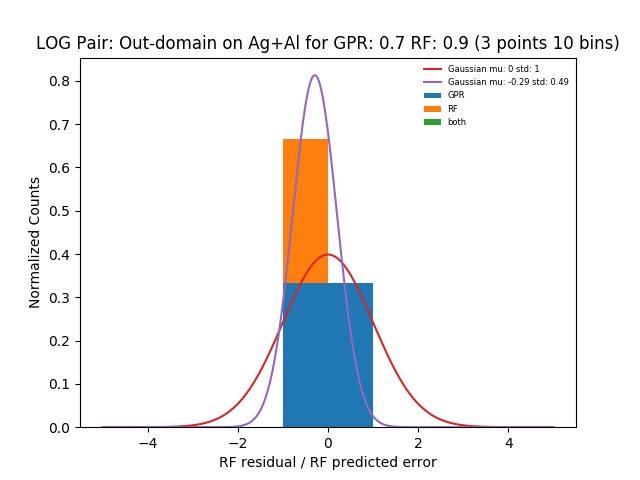 LOG Pair: Out-domain on Ag+Al for GPR: 0.7 RF: 0.9 (3 points 10 bins)
Gaussian mu: 0 std: 1
Gaussian mu: -0.29 std: 0.49
GPR
RF
both
0.8
0.7
0.6
0.5
0.4
0.3
0.2
0.1
0.0
Normalized Counts
−4 −2 0 2 4
RF residual / RF predicted error